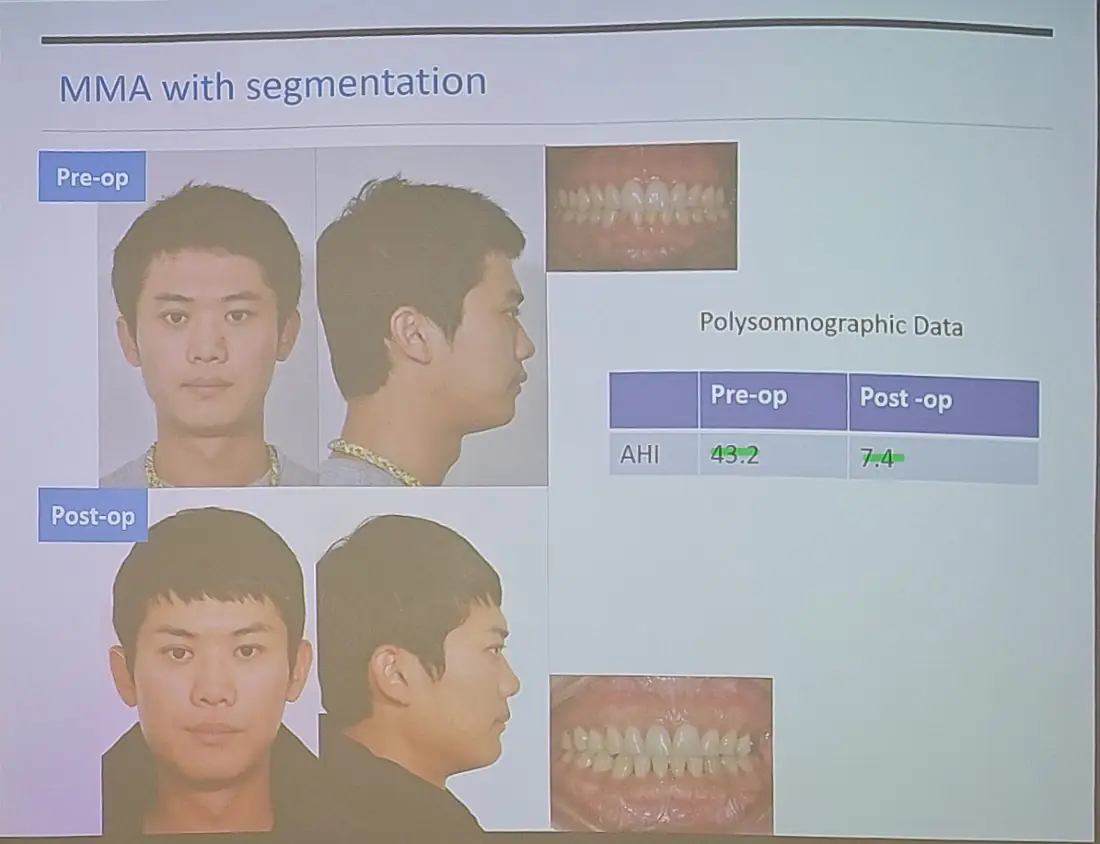 MMA with segmentation
Pre-op
Polysomnographic Data
Pre-op Post -op
AHI 43.2 7.4
Post-op